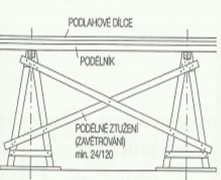 PODLAHOVÉ DÍLCE
PODÉLNÍK
PODÉLNÉ ZTUŽENÍ
(ZAVĚTROVÁNÍ)
min. 24/120